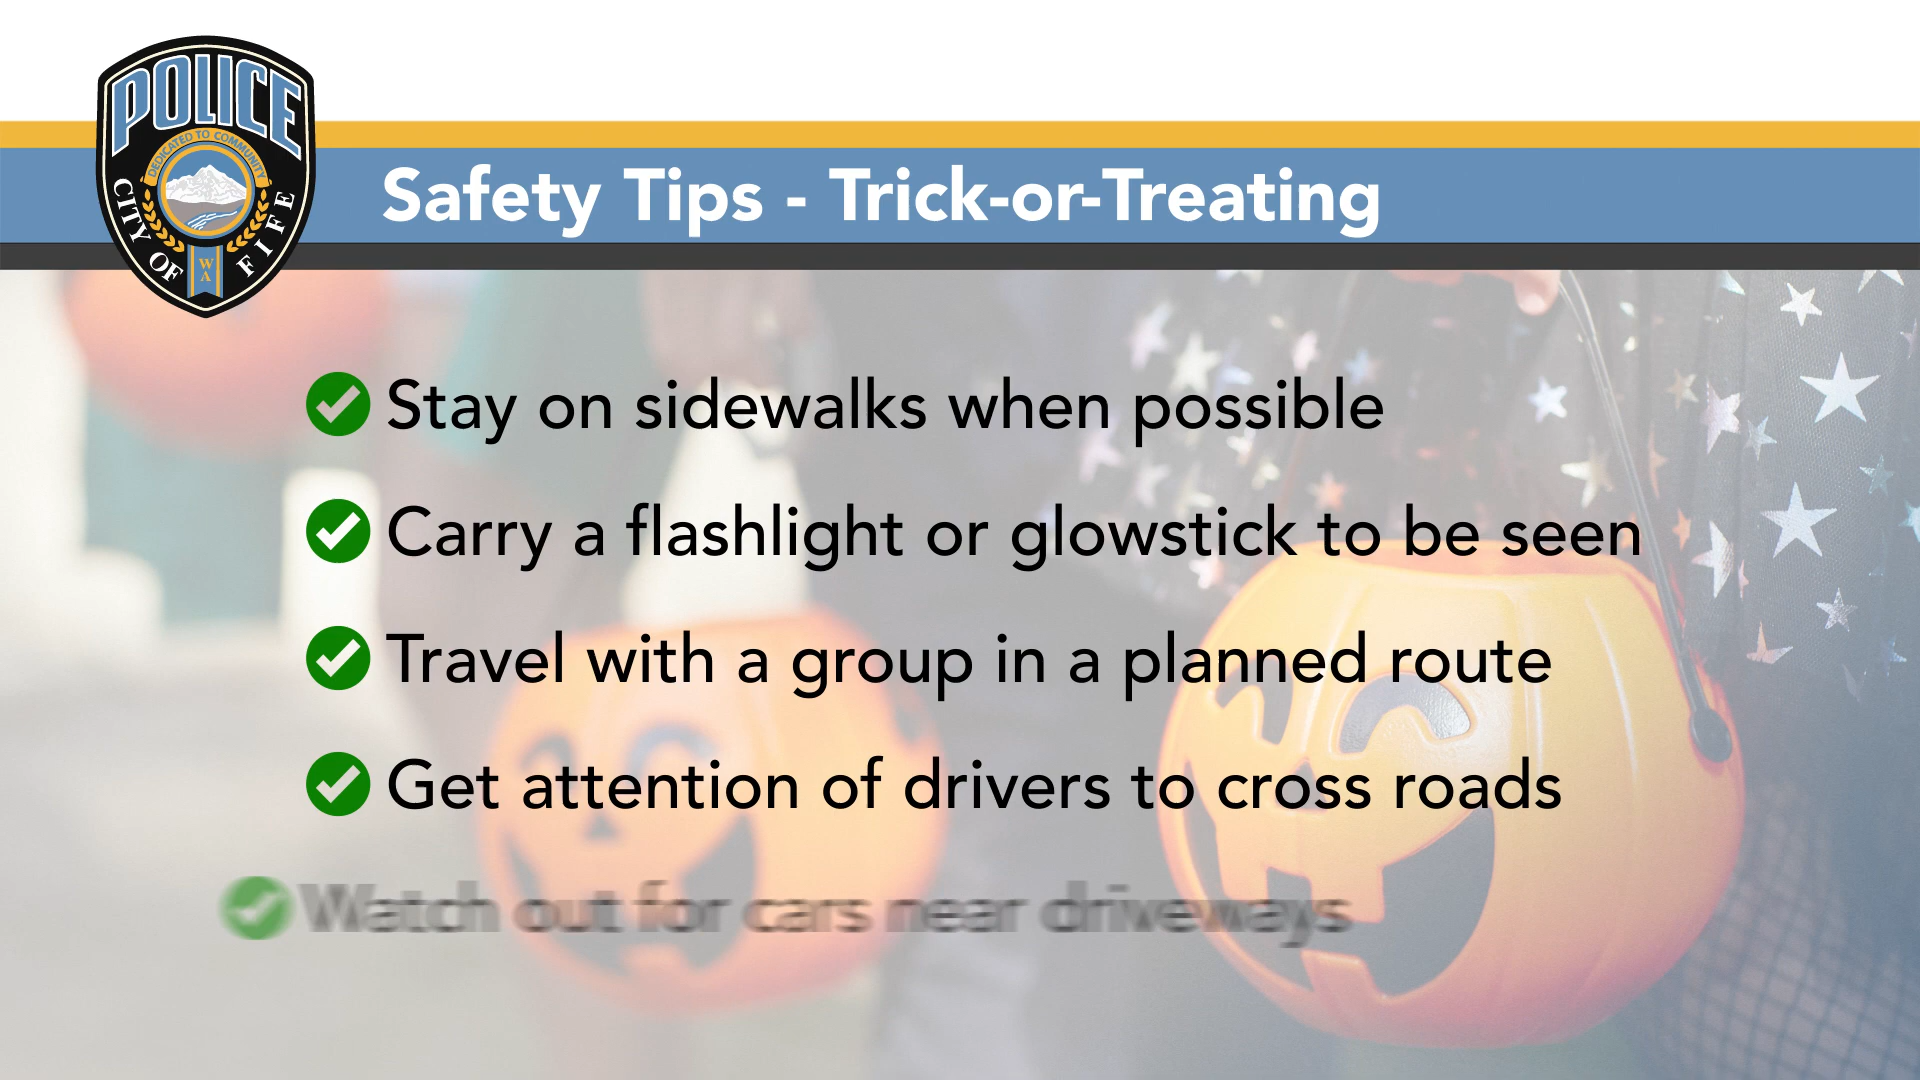 POLICE
DEDICATED TO COMMUNITY
CITY OF FIFE
WA
Safety Tips - Trick-or-Treating
Stay on sidewalks when possible
Carry a flashlight or glowstick to be seen
Travel with a group in a planned route
Get attention of drivers to cross roads
Watch out for cars near driveways